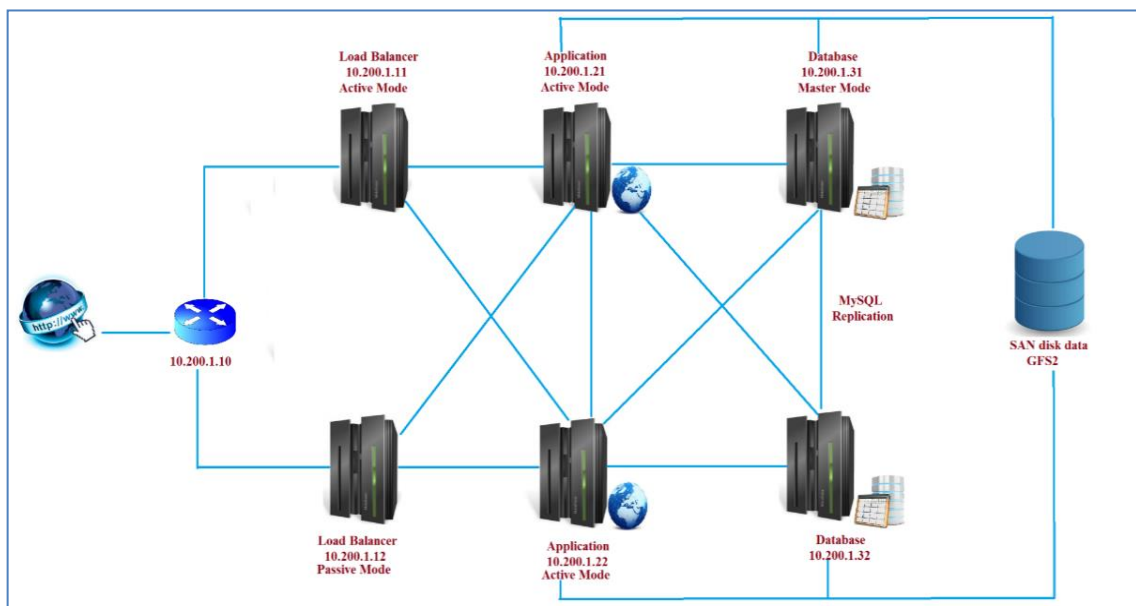 Load Balancer
10.200.1.11
Active Mode
Application
10.200.1.21
Active Mode
Database
10.200.1.31
Master Mode
http://www.
10.200.1.10
MySQL
Replication
SAN disk data
GFS2
Load Balancer
10.200.1.12
Passive Mode
Application
10.200.1.22
Active Mode
Database
10.200.1.32